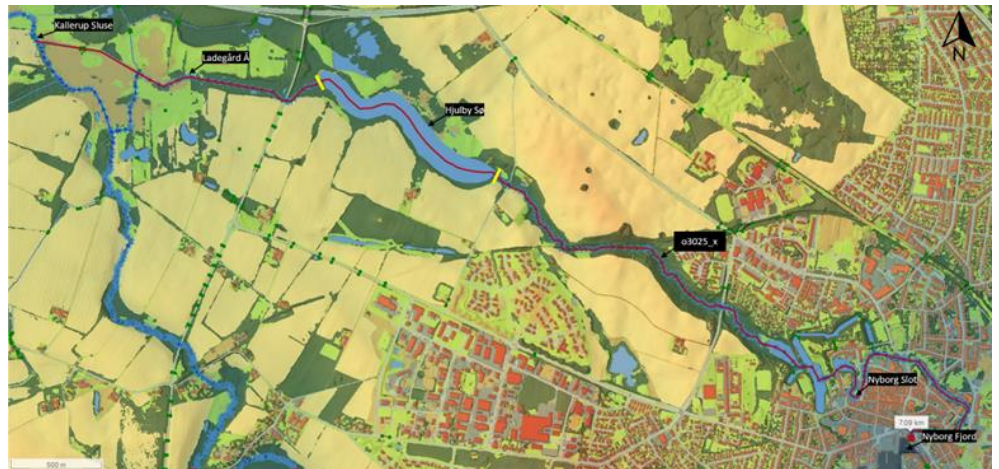 Kallerup Sluse
Ladegård Å
N
Hjulby Sø
o3025_x
Nyborg Slot
7.09 km
Nyborg Fjord
500 m